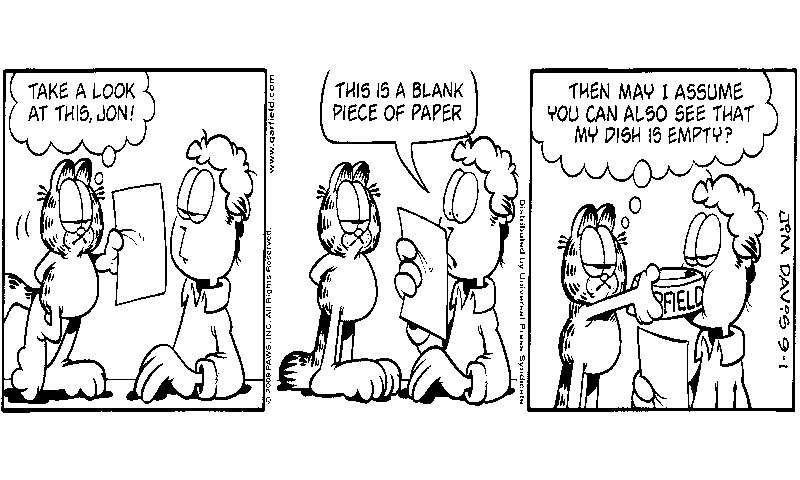 TAKE A LOOK
AT THIS, JON!
www.garfield.com
© 2009 PAWS, INC. All Rights Reserved.
THIS IS A BLANK
PIECE OF PAPER
Distributed by Universal Press Syndicate
THEN MAY I ASSUME
YOU CAN ALSO SEE THAT
MY DISH IS EMPTY?
FIELD
JIM DAVIS 9-1